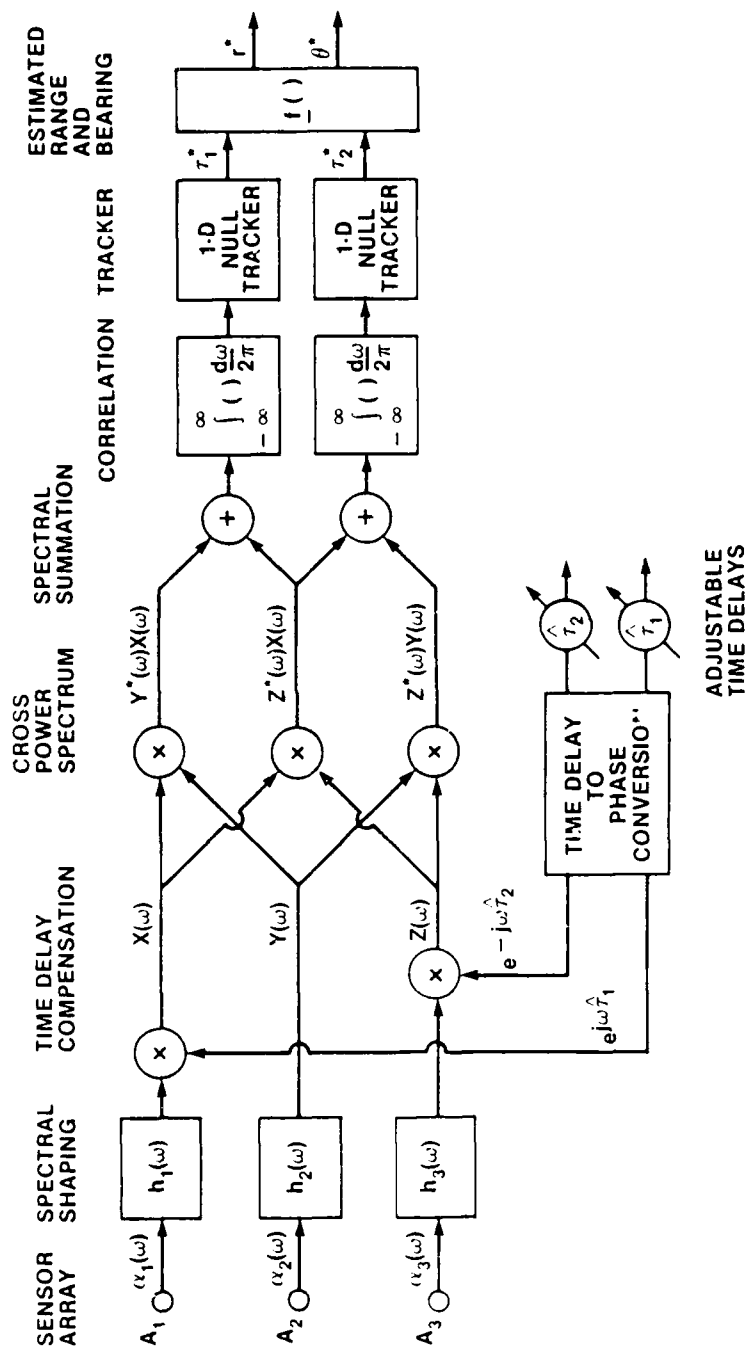 SENSOR
ARRAY
SPECTRAL
SHAPING
TIME DELAY
COMPENSATION
CROSS
POWER
SPECTRUM
SPECTRAL
SUMMATION
CORRELATION
TRACKER
ESTIMATED
RANGE
AND
BEARING
A₁
α₁(ω)
h₁(ω)
×
X(ω)
×
Y*(ω)X(ω)
+
∞
∫ ( ) dω/2π
− ∞
1-D
NULL
TRACKER
τ₁*
f ( )
r*
θ*
A₂
α₂(ω)
h₂(ω)
Y(ω)
×
Z*(ω)X(ω)
+
∞
∫ ( ) dω/2π
− ∞
1-D
NULL
TRACKER
τ₂*
A₃
α₃(ω)
h₃(ω)
×
Z(ω)
×
Z*(ω)Y(ω)
e − jωτ̂₂
e jωτ̂₁
TIME DELAY
TO
PHASE
CONVERSION
τ̂₂
τ̂₁
ADJUSTABLE
TIME DELAYS